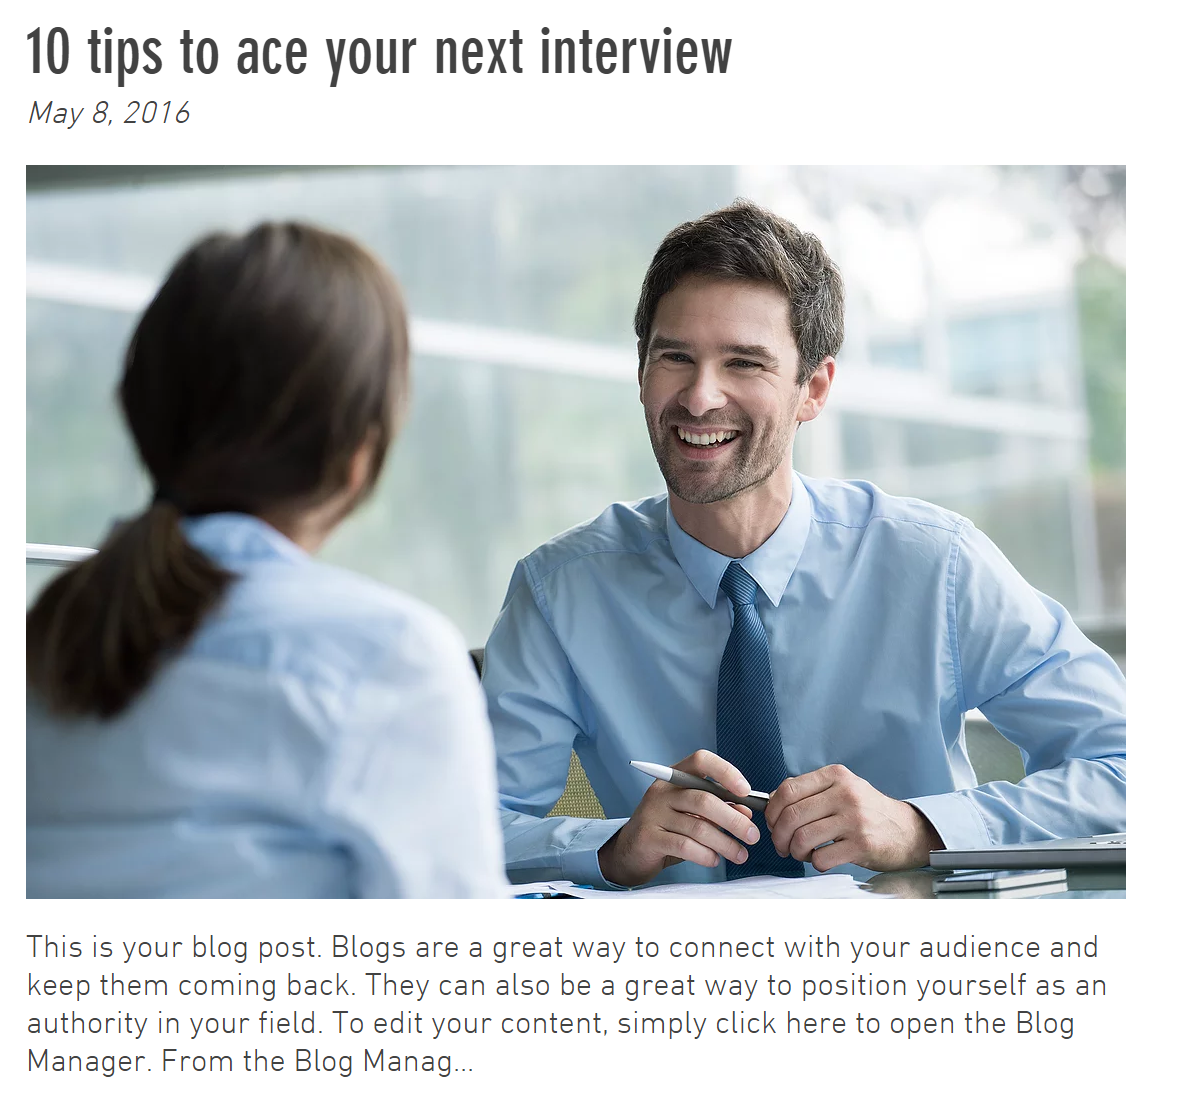 10 tips to ace your next interview
May 8, 2016
This is your blog post. Blogs are a great way to connect with your audience and
keep them coming back. They can also be a great way to position yourself as an
authority in your field. To edit your content, simply click here to open the Blog
Manager. From the Blog Manag...